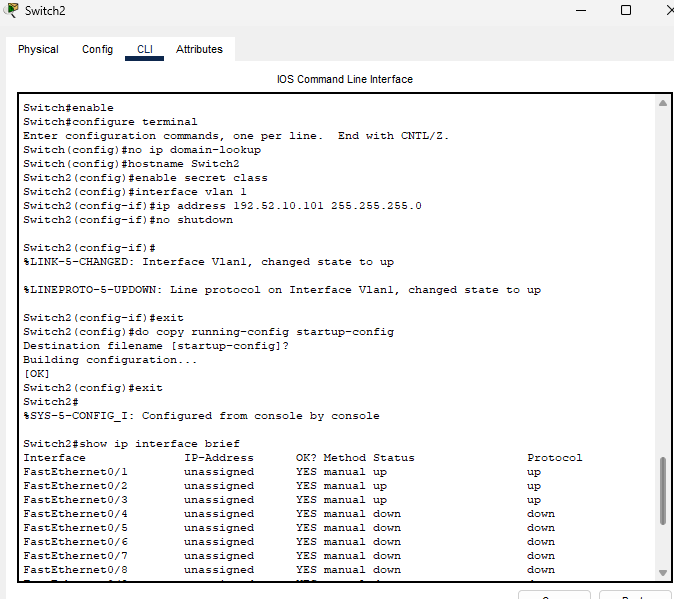 Switch2
Physical Config CLI Attributes
IOS Command Line Interface
Switch#enable
Switch#configure terminal
Enter configuration commands, one per line.  End with CNTL/Z.
Switch(config)#no ip domain-lookup
Switch(config)#hostname Switch2
Switch2(config)#enable secret class
Switch2(config)#interface vlan 1
Switch2(config-if)#ip address 192.52.10.101 255.255.255.0
Switch2(config-if)#no shutdown
Switch2(config-if)#
%LINK-5-CHANGED: Interface Vlan1, changed state to up
%LINEPROTO-5-UPDOWN: Line protocol on Interface Vlan1, changed state to up
Switch2(config-if)#exit
Switch2(config)#do copy running-config startup-config
Destination filename [startup-config]?
Building configuration...
[OK]
Switch2(config)#exit
Switch2#
%SYS-5-CONFIG_I: Configured from console by console
Switch2#show ip interface brief
Interface IP-Address OK? Method Status Protocol
FastEthernet0/1 unassigned YES manual up up
FastEthernet0/2 unassigned YES manual up up
FastEthernet0/3 unassigned YES manual up up
FastEthernet0/4 unassigned YES manual down down
FastEthernet0/5 unassigned YES manual down down
FastEthernet0/6 unassigned YES manual down down
FastEthernet0/7 unassigned YES manual down down
FastEthernet0/8 unassigned YES manual down down